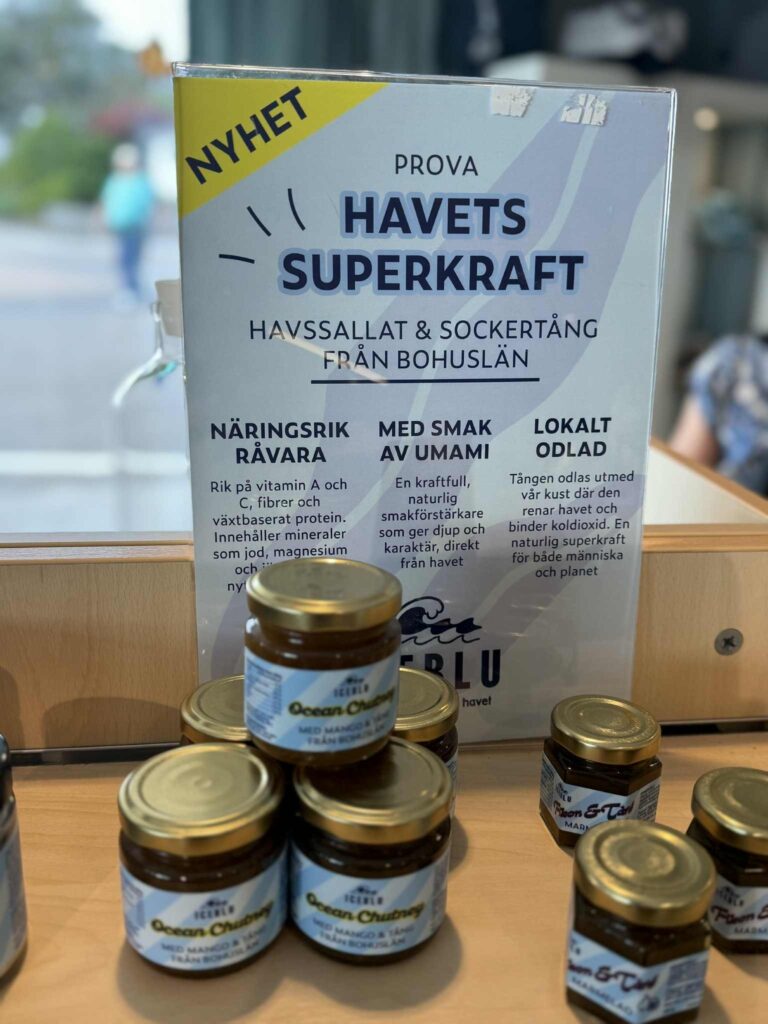 NYHET
PROVA
HAVETS
SUPERKRAFT
HAVSSALLAT & SOCKERTÅNG
FRÅN BOHUSLÄN
NÄRINGSRIK
RÅVARA
Rik på vitamin A och
C, fibrer och
växtbaserat protein.
Innehåller mineraler
som jod, magnesium
och
MED SMAK
AV UMAMI
En kraftfull,
naturlig
smakförstärkare
som ger djup och
karaktär, direkt
från havet
LOKALT
ODLAD
Tången odlas utmed
vår kust där den
renar havet och
binder koldioxid. En
naturlig superkraft
för både människa
och planet
havet
ICEBLU
Ocean Chutney
MED MANGO & TÅNG
FRÅN BOHUSLÄN
ICEBLU
Ocean Chutney
MED MANGO & TÅNG
FRÅN BOHUSLÄN
ICEBLU
Ocean Chutney
MED MANGO & TÅNG
FRÅN BOHUSLÄN
MARMELAD